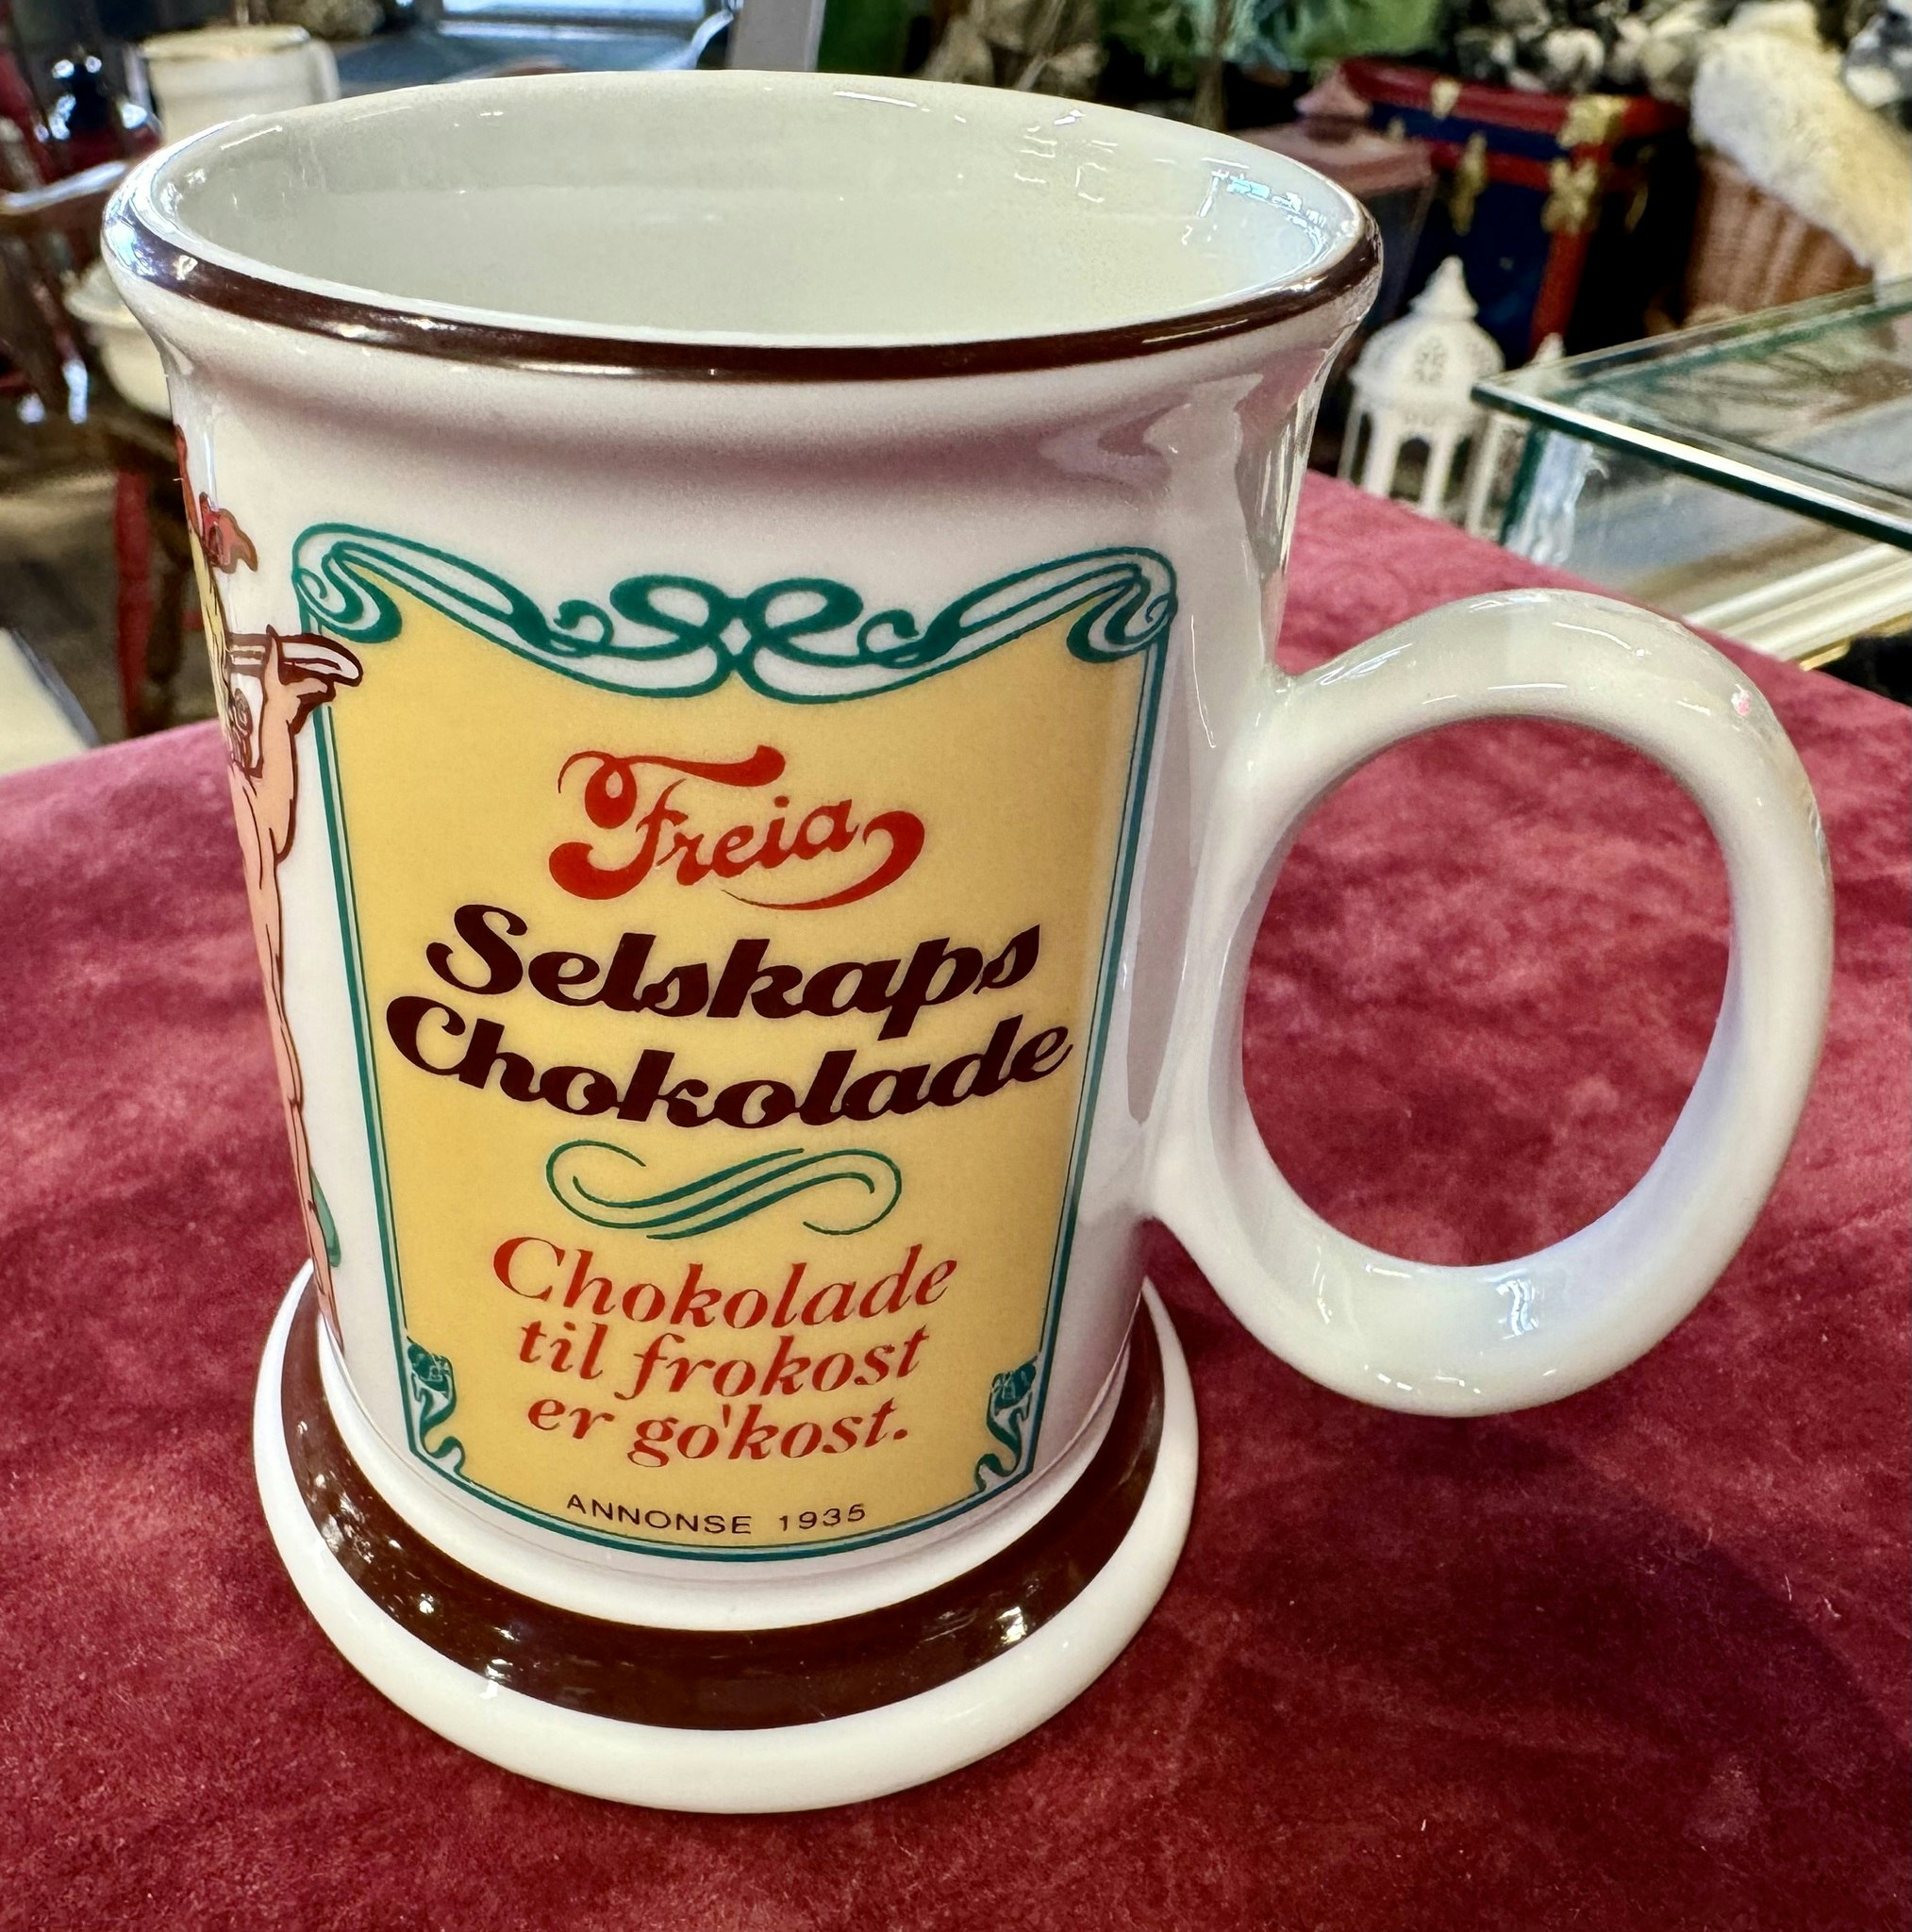 Freia
Selskaps
Chokolade
Chokolade
til frokost
er go'kost.
ANNONSE 1935